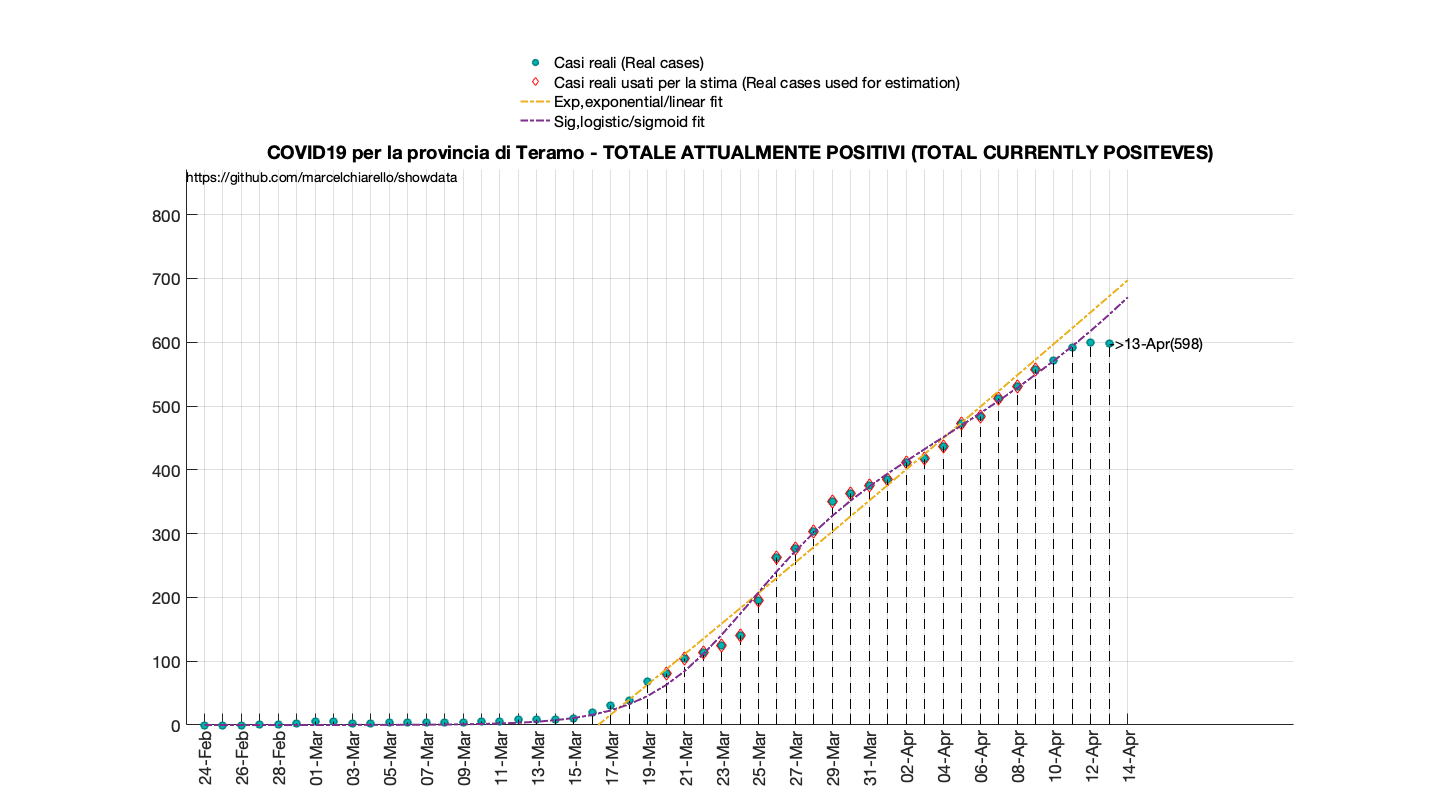 Casi reali (Real cases)
Casi reali usati per la stima (Real cases used for estimation)
Exp,exponential/linear fit
Sig,logistic/sigmoid fit
COVID19 per la provincia di Teramo - TOTALE ATTUALMENTE POSITIVI (TOTAL CURRENTLY POSITEVES)
https://github.com/marcelchiarello/showdata
800
700
600
500
400
300
200
100
0
->13-Apr(598)
24-Feb
26-Feb
28-Feb
01-Mar
03-Mar
05-Mar
07-Mar
09-Mar
11-Mar
13-Mar
15-Mar
17-Mar
19-Mar
21-Mar
23-Mar
25-Mar
27-Mar
29-Mar
31-Mar
02-Apr
04-Apr
06-Apr
08-Apr
10-Apr
12-Apr
14-Apr